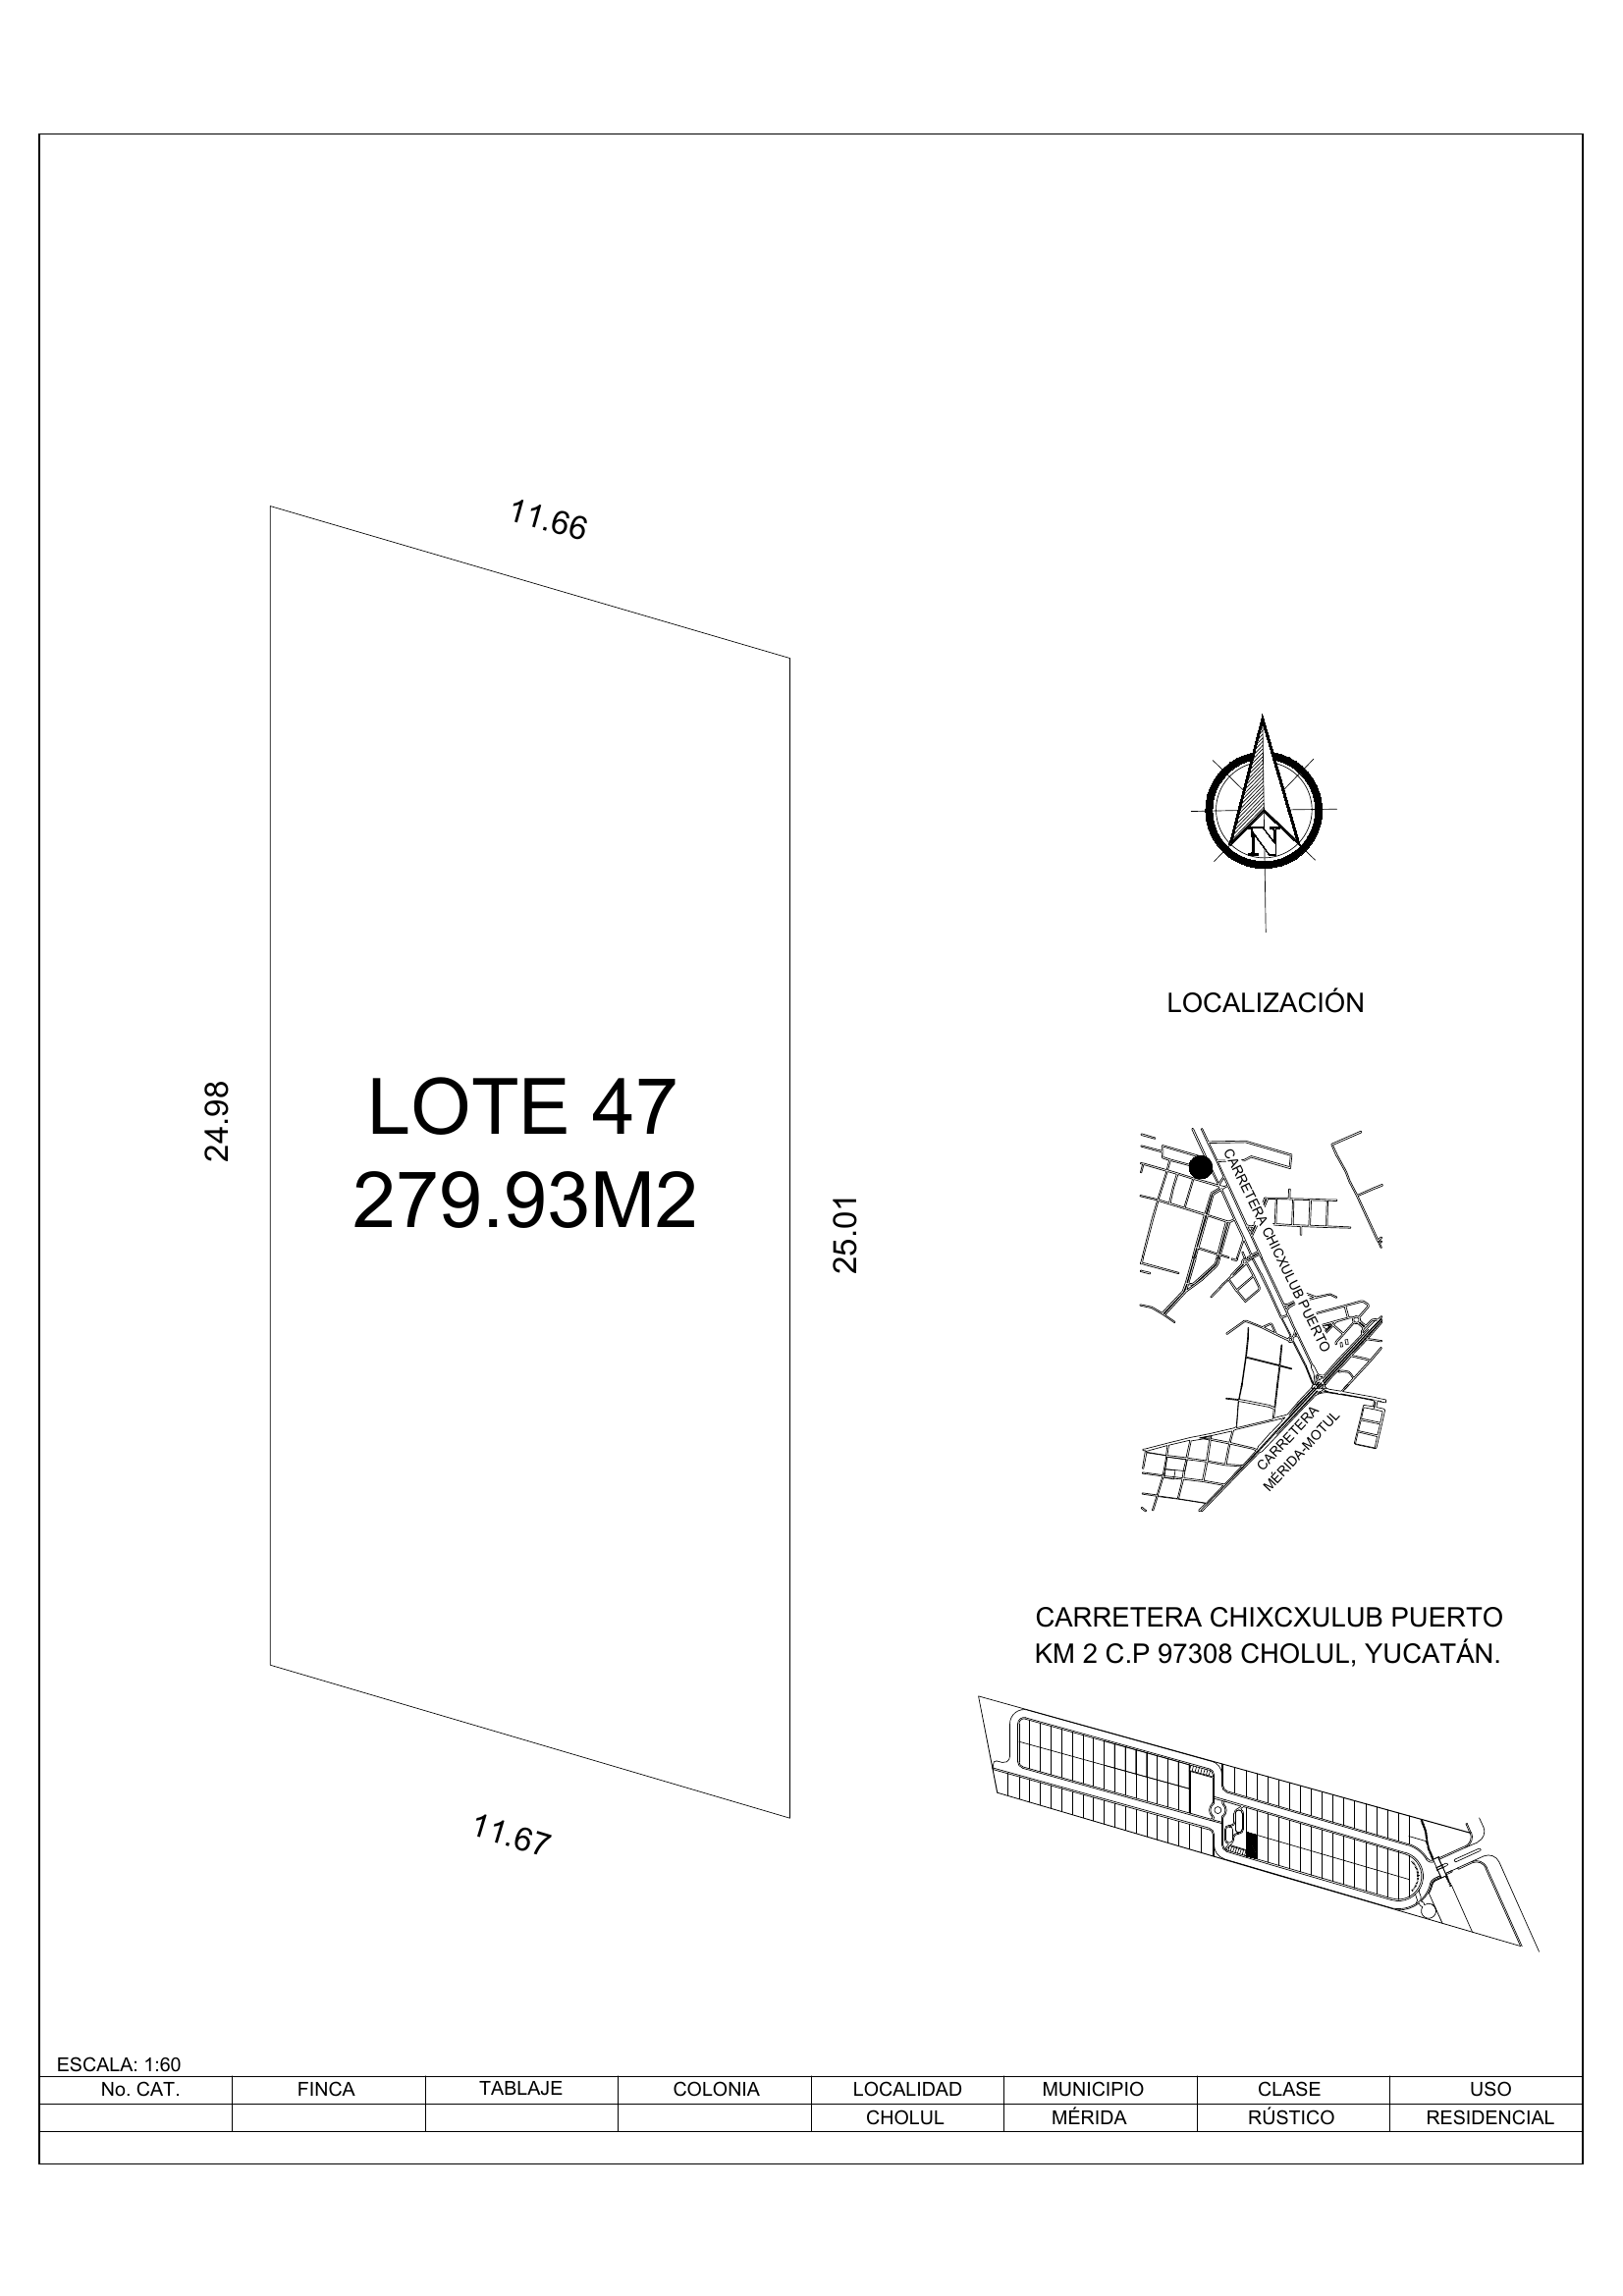 11.66
24.98
LOTE 47
279.93M2
25.01
11.67
N
LOCALIZACIÓN
CARRETERA CHICXULUB PUERTO
CARRETERA
MÉRIDA-MOTUL
CARRETERA CHIXCXULUB PUERTO
KM 2 C.P 97308 CHOLUL, YUCATÁN.
ESCALA: 1:60
No. CAT. FINCA TABLAJE COLONIA LOCALIDAD MUNICIPIO CLASE USO
CHOLUL MÉRIDA RÚSTICO RESIDENCIAL